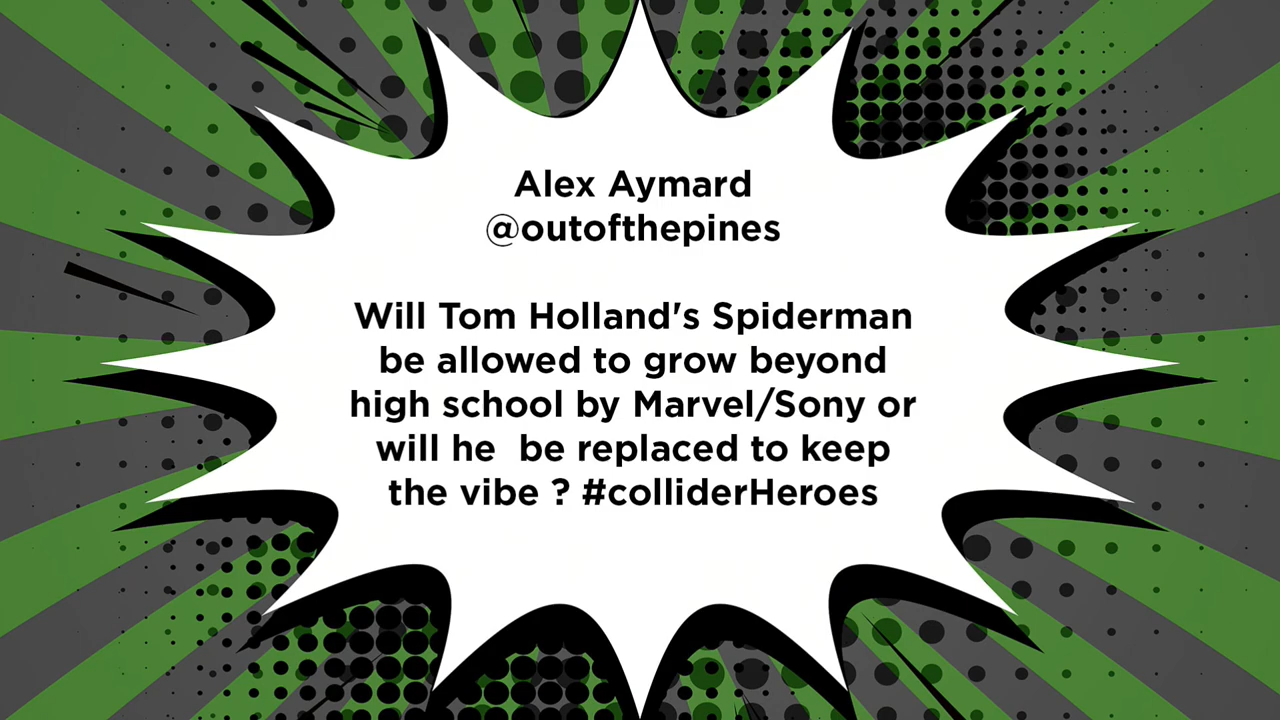 Alex Aymard
@outofthepines
Will Tom Holland's Spiderman
be allowed to grow beyond
high school by Marvel/Sony or
will he  be replaced to keep
the vibe ? #colliderHeroes